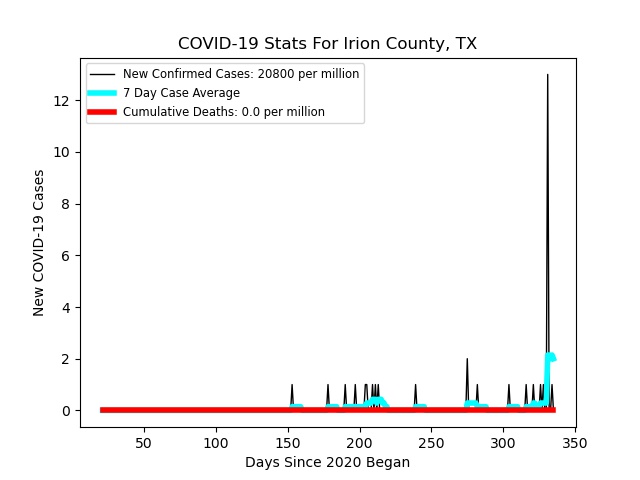 COVID-19 Stats For Irion County, TX
New Confirmed Cases: 20800 per million
7 Day Case Average
Cumulative Deaths: 0.0 per million
New COVID-19 Cases
12
10
8
6
4
2
0
50
100
150
200
250
300
350
Days Since 2020 Began